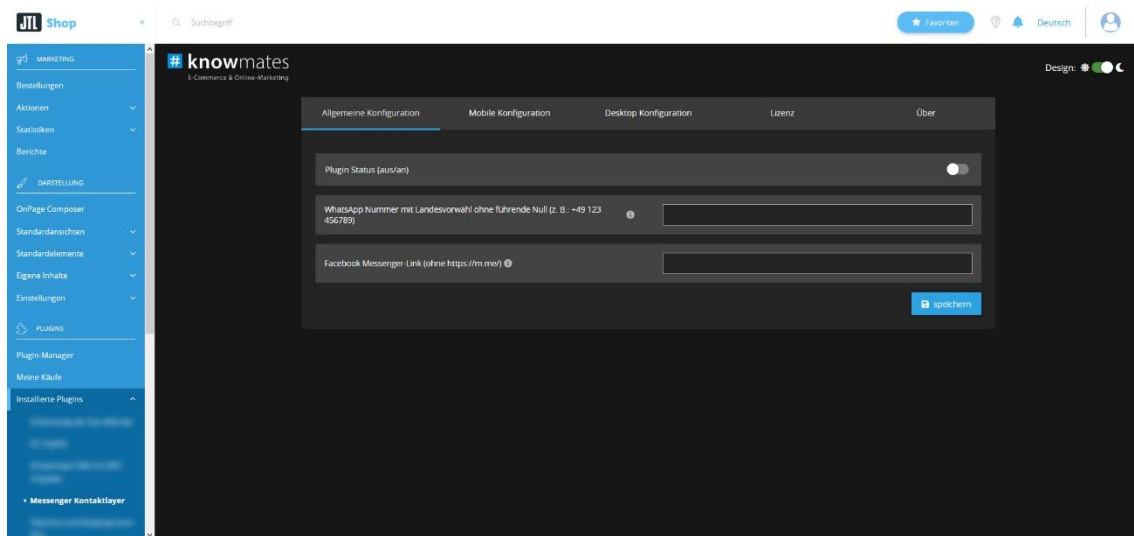 JTL Shop
«
Suchbegriff
Favoriten
Deutsch
MARKETING
Bestellungen
Aktionen
Statistiken
Berichte
DARSTELLUNG
OnPage Composer
Standardansichten
Standardelemente
Eigene Inhalte
Einstellungen
PLUGINS
Plugin-Manager
Meine Käufe
Installierte Plugins
Messenger Kontaktlayer
# knowmates
E-Commerce & Online-Marketing
Design:
Allgemeine Konfiguration
Mobile Konfiguration
Desktop Konfiguration
Lizenz
Über
Plugin Status (aus/an)
WhatsApp Nummer mit Landesvorwahl ohne führende Null (z. B.: +49 123
456789)
Facebook Messenger-Link (ohne https://m.me/)
speichern